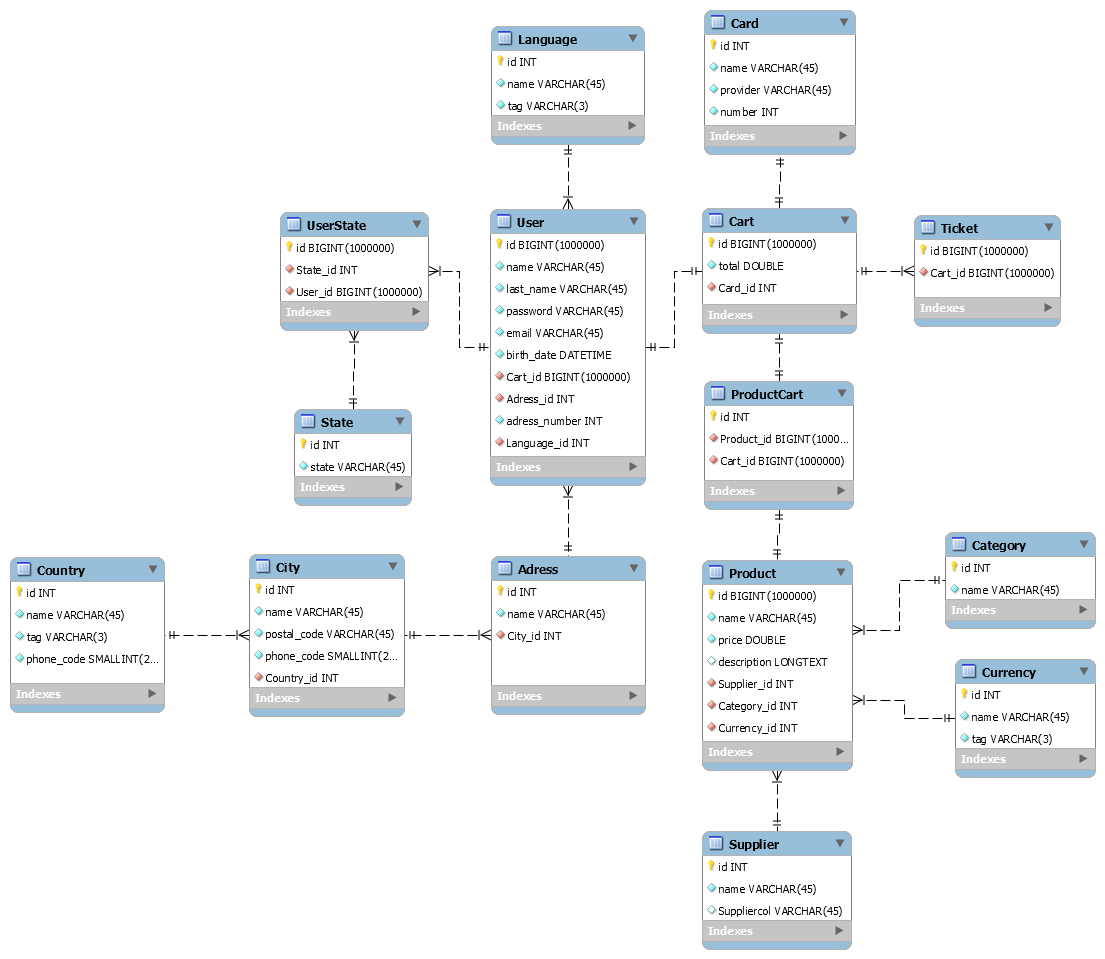 Language
id INT
name VARCHAR(45)
tag VARCHAR(3)
Indexes
Card
id INT
name VARCHAR(45)
provider VARCHAR(45)
number INT
Indexes
UserState
id BIGINT(1000000)
State_id INT
User_id BIGINT(1000000)
Indexes
User
id BIGINT(1000000)
name VARCHAR(45)
last_name VARCHAR(45)
password VARCHAR(45)
email VARCHAR(45)
birth_date DATETIME
Cart_id BIGINT(1000000)
Adress_id INT
adress_number INT
Language_id INT
Indexes
Cart
id BIGINT(1000000)
total DOUBLE
Card_id INT
Indexes
Ticket
id BIGINT(1000000)
Cart_id BIGINT(1000000)
Indexes
State
id INT
state VARCHAR(45)
Indexes
ProductCart
id INT
Product_id BIGINT(1000...
Cart_id BIGINT(1000000)
Indexes
Country
id INT
name VARCHAR(45)
tag VARCHAR(3)
phone_code SMALLINT(2...
Indexes
City
id INT
name VARCHAR(45)
postal_code VARCHAR(45)
phone_code SMALLINT(2...
Country_id INT
Indexes
Adress
id INT
name VARCHAR(45)
City_id INT
Indexes
Product
id BIGINT(1000000)
name VARCHAR(45)
price DOUBLE
description LONGTEXT
Supplier_id INT
Category_id INT
Currency_id INT
Indexes
Category
id INT
name VARCHAR(45)
Indexes
Currency
id INT
name VARCHAR(45)
tag VARCHAR(3)
Indexes
Supplier
id INT
name VARCHAR(45)
Suppliercol VARCHAR(45)
Indexes